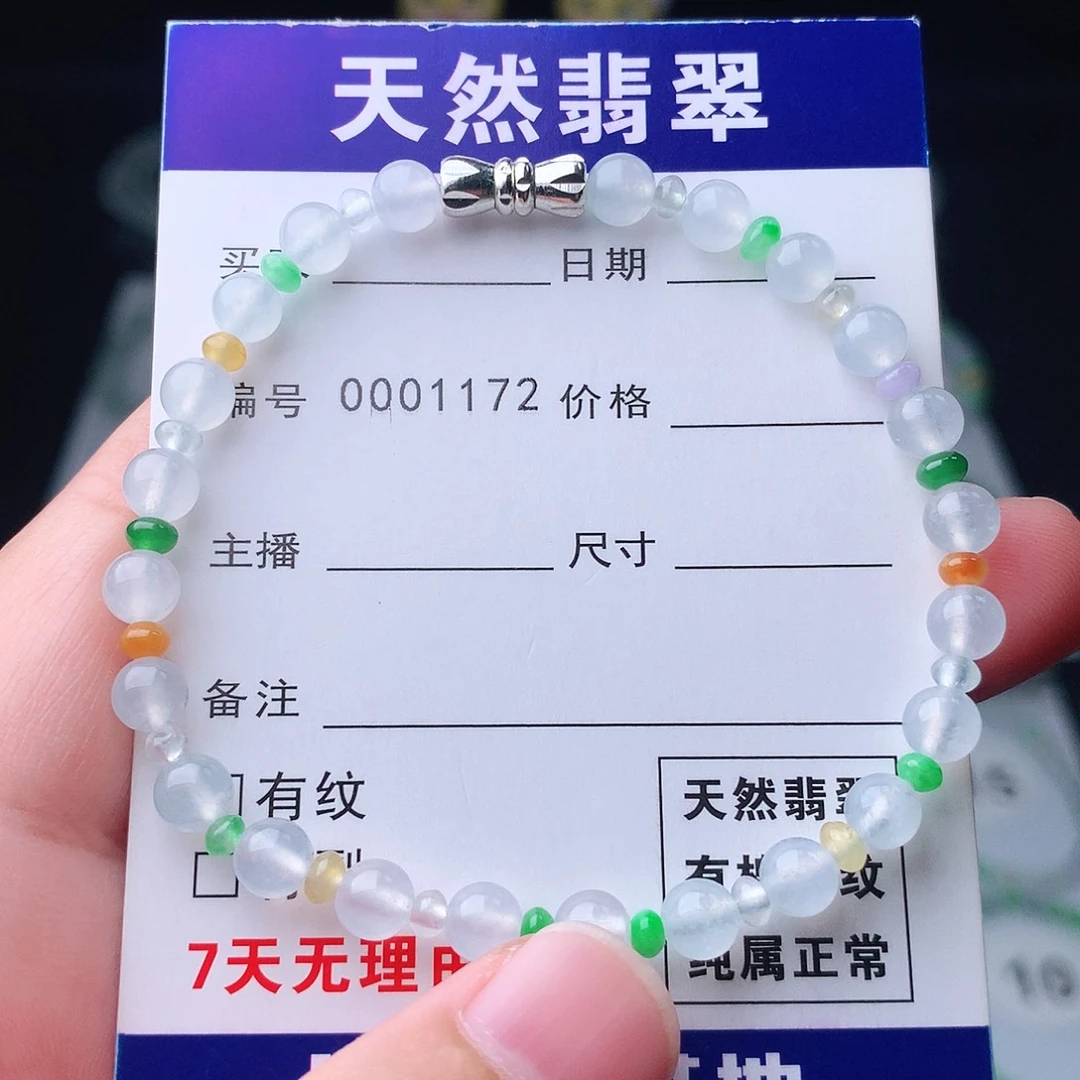 天然翡翠
买 日期
编号 0001172 价格
主播 尺寸
备注
有纹
7天无理
天然翡翠
有 纹
纯属正常